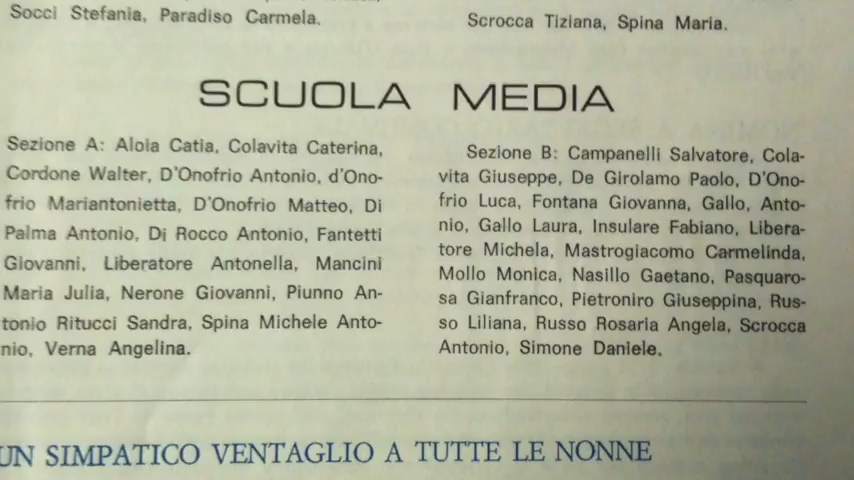 Socci Stefania, Paradiso Carmela.
Scrocca Tiziana, Spina Maria.
SCUOLA MEDIA
Sezione A: Aloia Catia, Colavita Caterina,
Cordone Walter, D'Onofrio Antonio, d'Ono-
frio Mariantonietta, D'Onofrio Matteo, Di
Palma Antonio, Di Rocco Antonio, Fantetti
Giovanni, Liberatore Antonella, Mancini
Maria Julia, Nerone Giovanni, Piunno An-
tonio Ritucci Sandra, Spina Michele Anto-
nio, Verna Angelina.
Sezione B: Campanelli Salvatore, Cola-
vita Giuseppe, De Girolamo Paolo, D'Ono-
frio Luca, Fontana Giovanna, Gallo, Anto-
nio, Gallo Laura, Insulare Fabiano, Libera-
tore Michela, Mastrogiacomo Carmelinda,
Mollo Monica, Nasillo Gaetano, Pasquaro-
sa Gianfranco, Pietroniro Giuseppina, Rus-
so Liliana, Russo Rosaria Angela, Scrocca
Antonio, Simone Daniele.
UN SIMPATICO VENTAGLIO A TUTTE LE NONNE